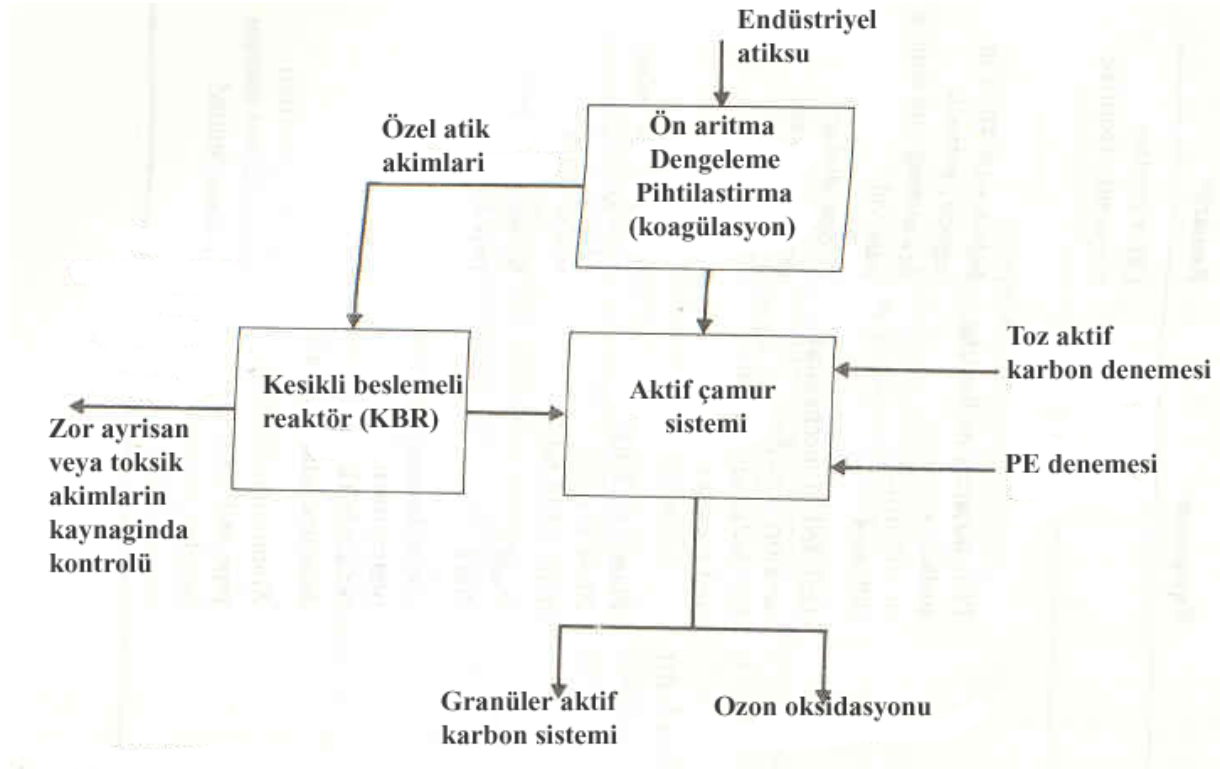 Endüstriyel
atiksu
Özel atik
akimlari
Ön aritma
Dengeleme
Pihtilastirma
(koagülasyon)
Toz aktif
karbon denemesi
Kesikli beslemeli
reaktör (KBR)
Aktif çamur
sistemi
Zor ayrisan
veya toksik
akimlarin
kaynaginda
kontrolü
PE denemesi
Granüler aktif
karbon sistemi
Ozon oksidasyonu